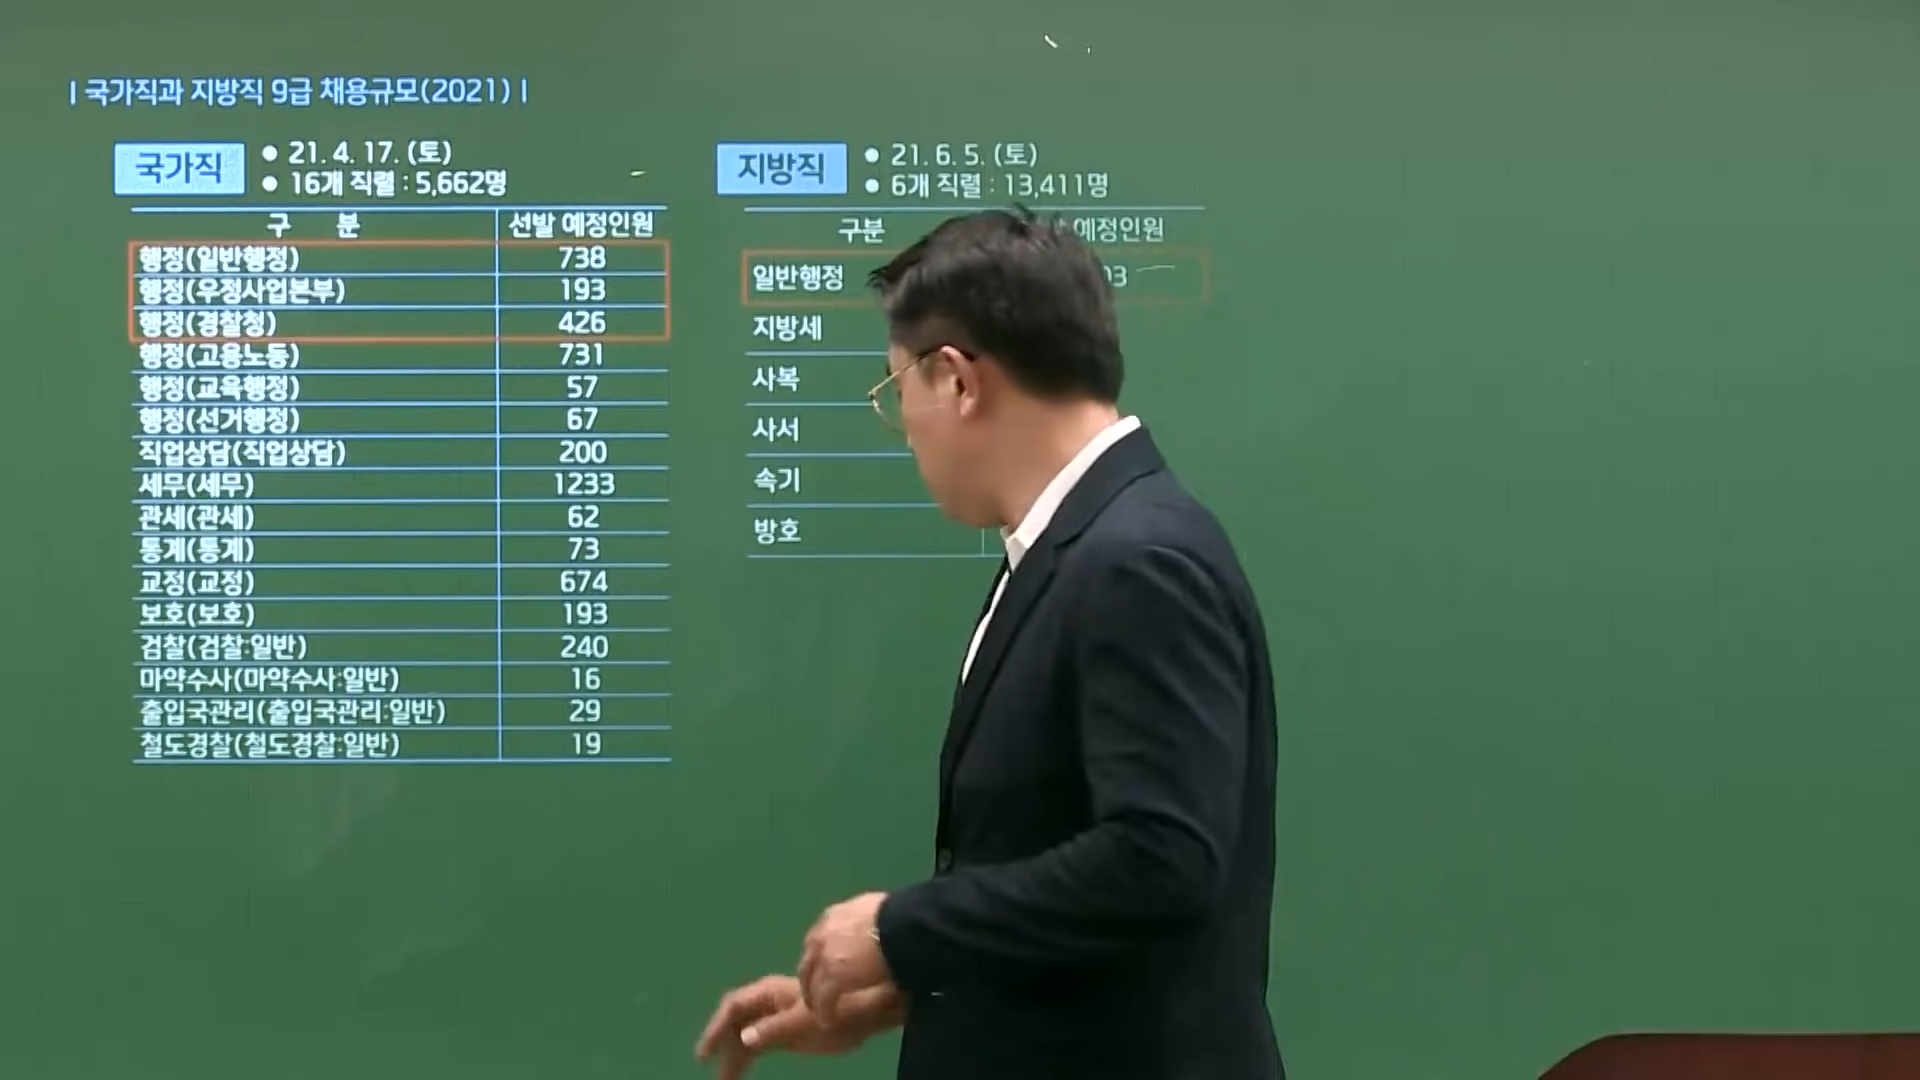 | 국가직과 지방직 9급 채용규모(2021) |
국가직
● 21. 4. 17. (토)
● 16개 직렬 : 5,662명
구 분 선발 예정인원
행정(일반행정) 738
행정(우정사업본부) 193
행정(경찰청) 426
행정(고용노동) 731
행정(교육행정) 57
행정(선거행정) 67
직업상담(직업상담) 200
세무(세무) 1233
관세(관세) 62
통계(통계) 73
교정(교정) 674
보호(보호) 193
검찰(검찰:일반) 240
마약수사(마약수사:일반) 16
출입국관리(출입국관리:일반) 29
철도경찰(철도경찰:일반) 19
지방직
● 21. 6. 5. (토)
● 6개 직렬 : 13,411명
구분 예정인원
일반행정
지방세
사복
사서
속기
방호